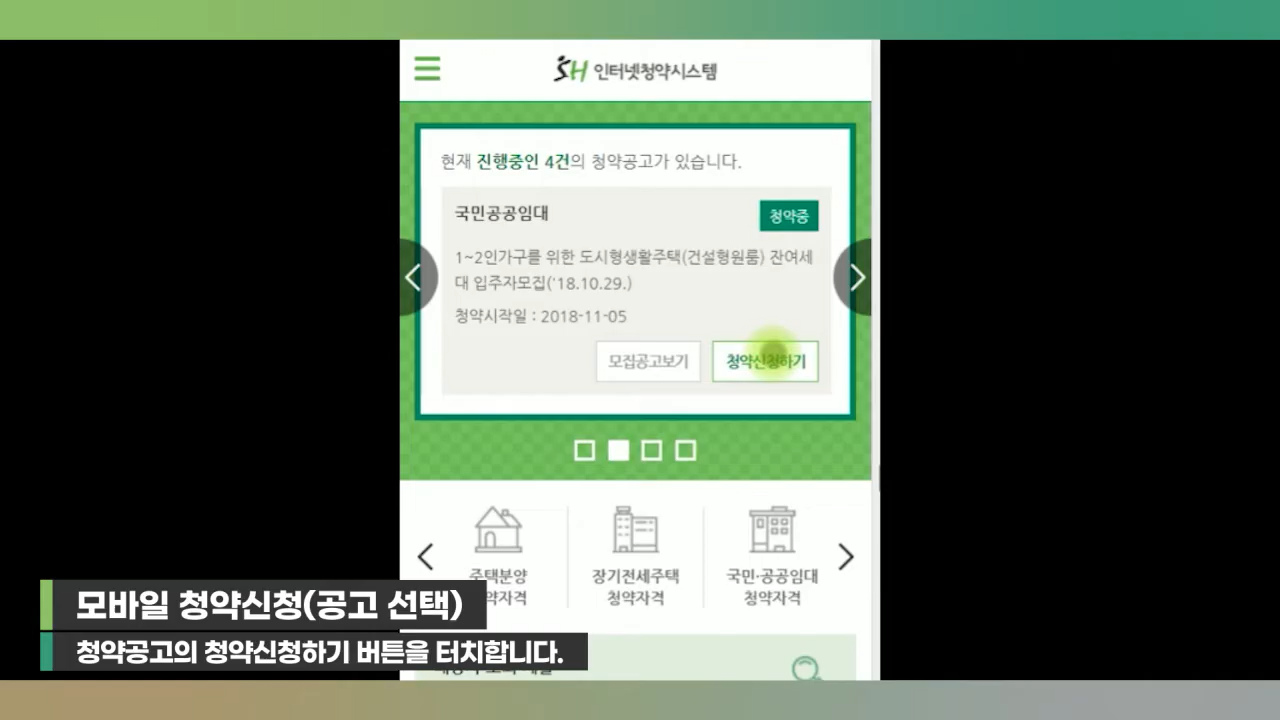 SH 인터넷청약시스템
현재 진행중인 4건의 청약공고가 있습니다.
국민공공임대
청약중
1~2인가구를 위한 도시형생활주택(건설형원룸) 잔여세
대 입주자모집('18.10.29.)
청약시작일 : 2018-11-05
모집공고보기
청약신청하기
주택분양
약자격
장기전세주택
청약자격
국민·공공임대
청약자격
모바일 청약신청(공고 선택)
청약공고의 청약신청하기 버튼을 터치합니다.